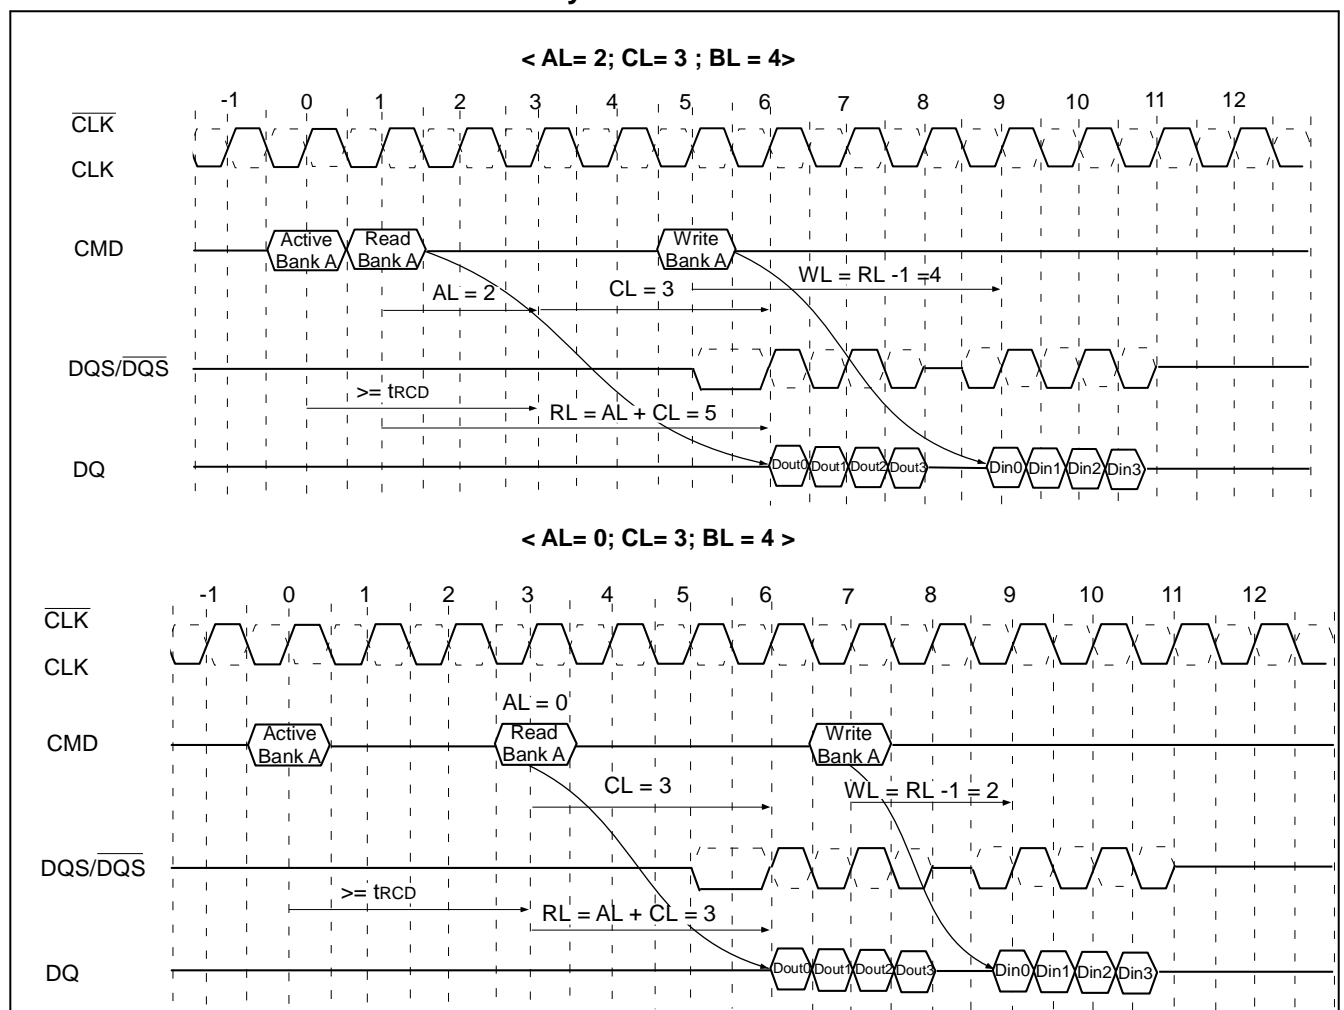 < AL= 2; CL= 3 ; BL = 4>
-1 0 1 2 3 4 5 6 7 8 9 10 11 12
CLK
CLK
CMD
Active
Bank A
Read
Bank A
Write
Bank A
WL = RL -1 =4
AL = 2
CL = 3
DQS/DQS
>= tRCD
RL = AL + CL = 5
DQ
Dout0 Dout1 Dout2 Dout3
Din0 Din1 Din2 Din3
< AL= 0; CL= 3; BL = 4 >
-1 0 1 2 3 4 5 6 7 8 9 10 11 12
CLK
CLK
AL = 0
CMD
Active
Bank A
Read
Bank A
Write
Bank A
CL = 3
WL = RL -1 = 2
DQS/DQS
>= tRCD
RL = AL + CL = 3
DQ
Dout0 Dout1 Dout2 Dout3
Din0 Din1 Din2 Din3